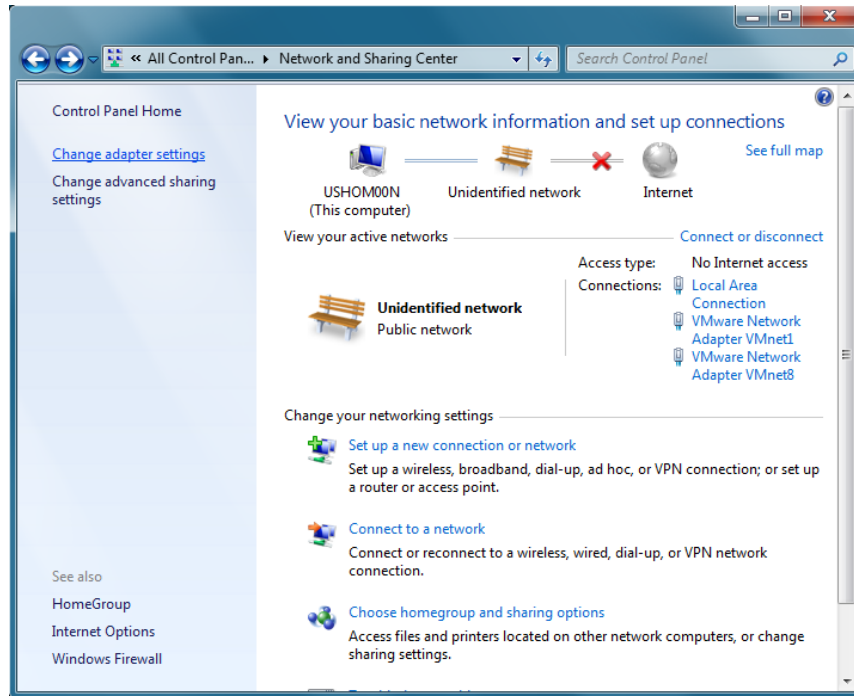 « All Control Pan... ▸ Network and Sharing Center
Search Control Panel
Control Panel Home
Change adapter settings
Change advanced sharing
settings
See also
HomeGroup
Internet Options
Windows Firewall
View your basic network information and set up connections
See full map
USHOM00N
(This computer)
Unidentified network
Internet
View your active networks
Connect or disconnect
Unidentified network
Public network
Access type: No Internet access
Connections: Local Area
Connection
VMware Network
Adapter VMnet1
VMware Network
Adapter VMnet8
Change your networking settings
Set up a new connection or network
Set up a wireless, broadband, dial-up, ad hoc, or VPN connection; or set up
a router or access point.
Connect to a network
Connect or reconnect to a wireless, wired, dial-up, or VPN network
connection.
Choose homegroup and sharing options
Access files and printers located on other network computers, or change
sharing settings.